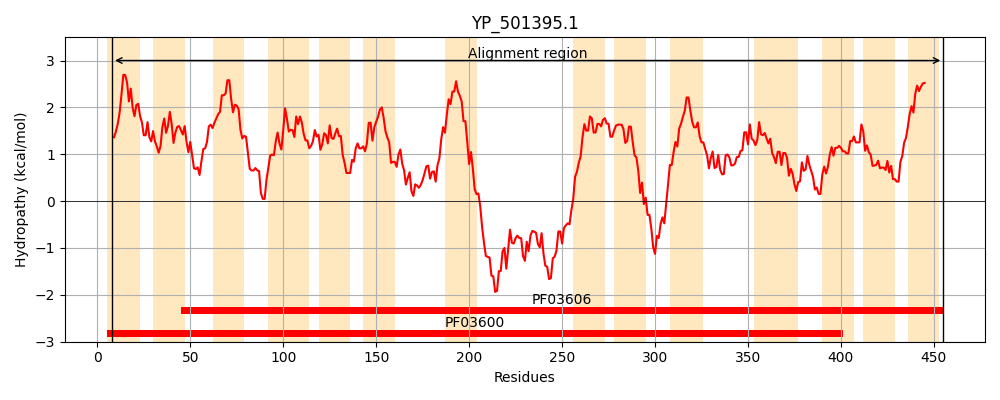 YP_501395.1
Alignment region
Hydropathy (kcal/mol)
3
2
1
0
−1
−2
−3
PF03606
PF03600
0 50 100 150 200 250 300 350 400 450
Residues